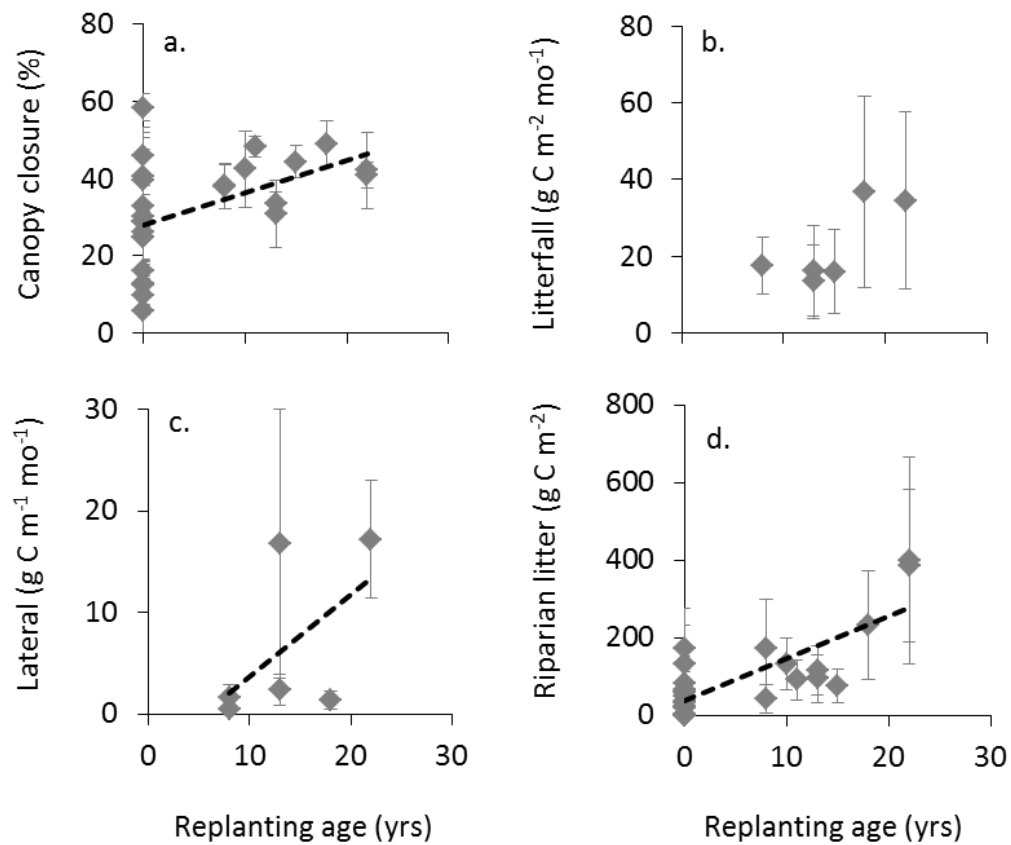 80
60
40
20
0
Canopy closure (%)
a.
80
60
40
20
0
Litterfall (g C m⁻² mo⁻¹)
b.
30
20
10
0
Lateral (g C m⁻¹ mo⁻¹)
c.
0 10 20 30
Replanting age (yrs)
800
600
400
200
0
Riparian litter (g C m⁻²)
d.
0 10 20 30
Replanting age (yrs)